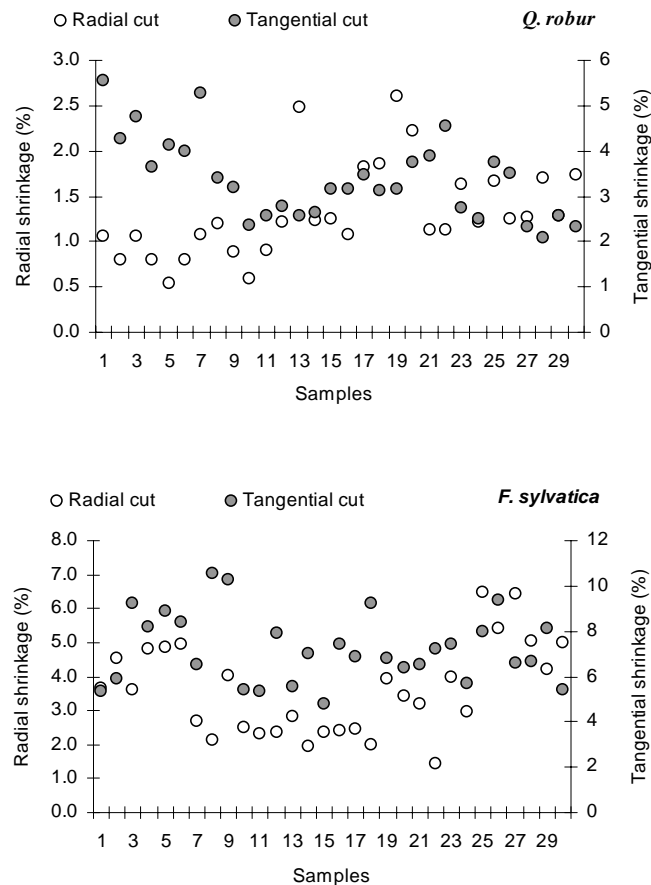 Radial cut Tangential cut Q. robur
3.0 6
2.5 5
2.0 4
1.5 3
1.0 2
0.5 1
0.0 0
Radial shrinkage (%)
Tangential shrinkage (%)
1 3 5 7 9 11 13 15 17 19 21 23 25 27 29
Samples
Radial cut Tangential cut F. sylvatica
8.0 12
7.0 10
6.0
5.0 8
4.0 6
3.0 4
2.0
1.0 2
0.0 0
Radial shrinkage (%)
Tangential shrinkage (%)
1 3 5 7 9 11 13 15 17 19 21 23 25 27 29
Samples